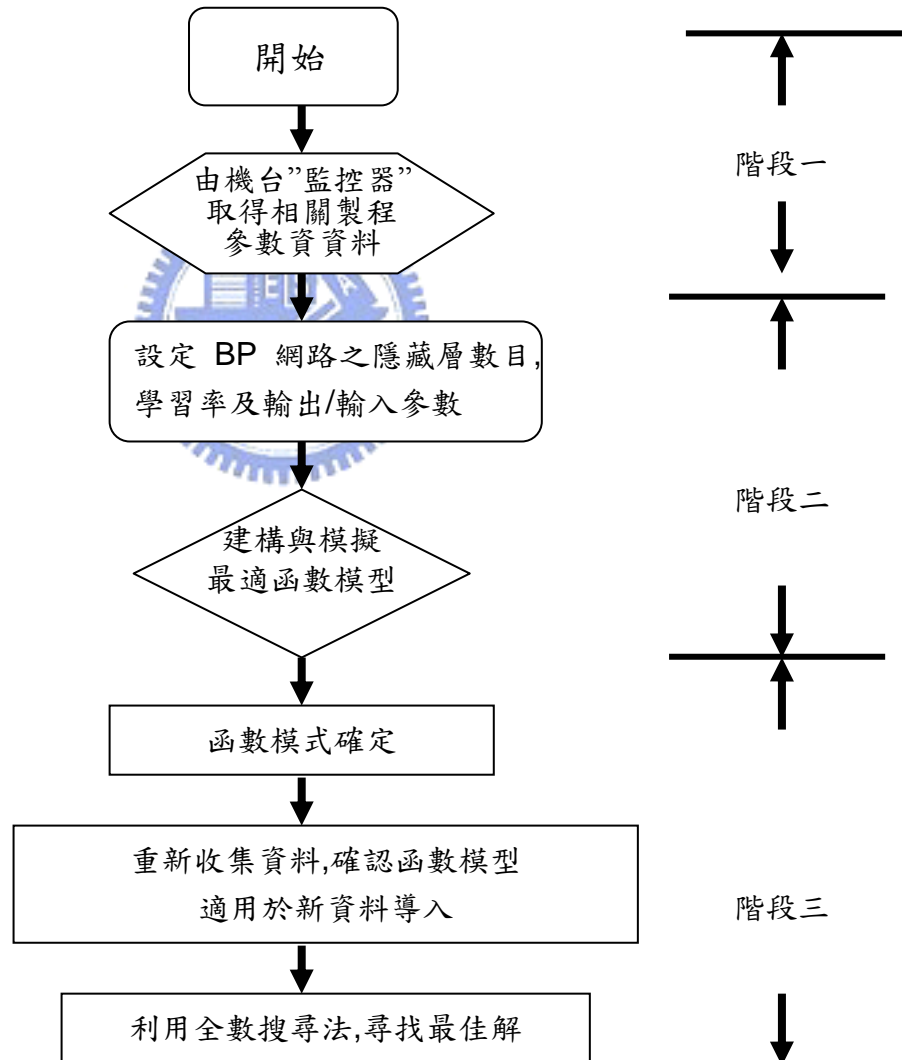 開始
階段一
由機台”監控器”
取得相關製程
參數資資料
設定 BP 網路之隱藏層數目,
學習率及輸出/輸入參數
階段二
建構與模擬
最適函數模型
函數模式確定
重新收集資料,確認函數模型
適用於新資料導入
階段三
利用全數搜尋法,尋找最佳解